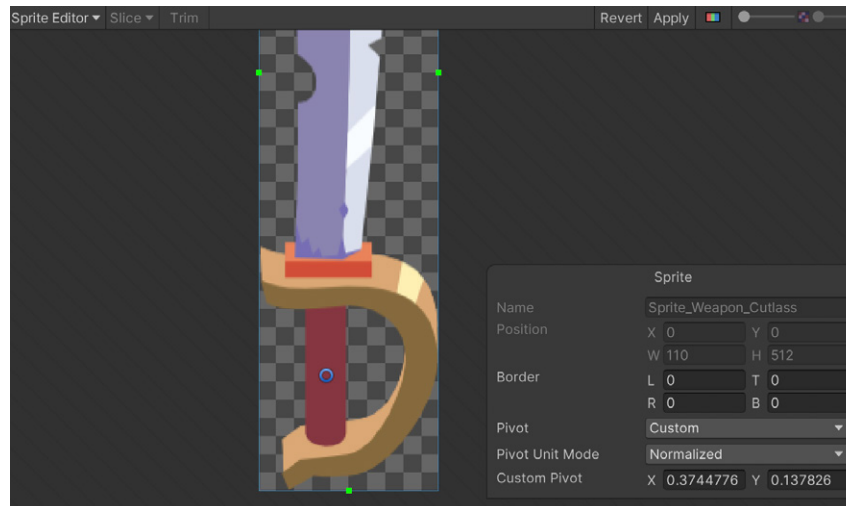 Sprite Editor Slice Trim Revert Apply
Sprite
Name Sprite_Weapon_Cutlass
Position X 0 Y 0
W 110 H 512
Border L 0 T 0
R 0 B 0
Pivot Custom
Pivot Unit Mode Normalized
Custom Pivot X 0.3744776 Y 0.137826